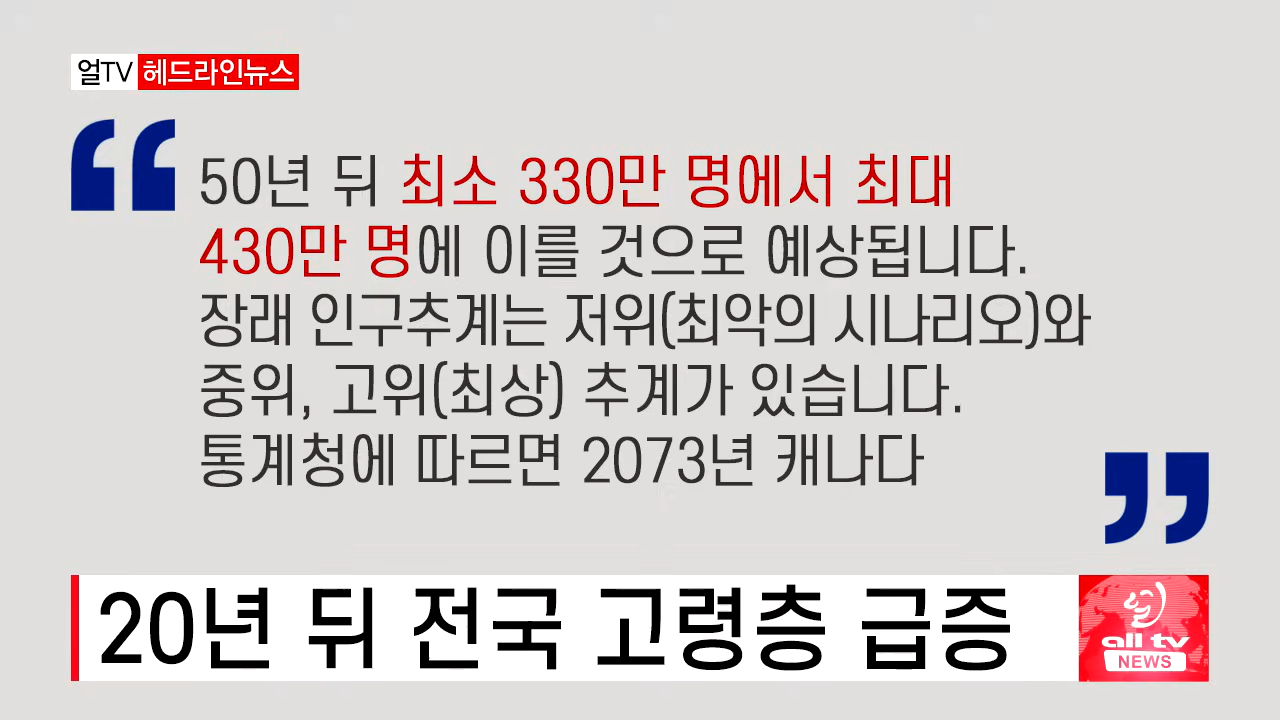 얼TV 헤드라인뉴스
50년 뒤 최소 330만 명에서 최대
430만 명에 이를 것으로 예상됩니다.
장래 인구추계는 저위(최악의 시나리오)와
중위, 고위(최상) 추계가 있습니다.
통계청에 따르면 2073년 캐나다
20년 뒤 전국 고령층 급증
all tv
NEWS